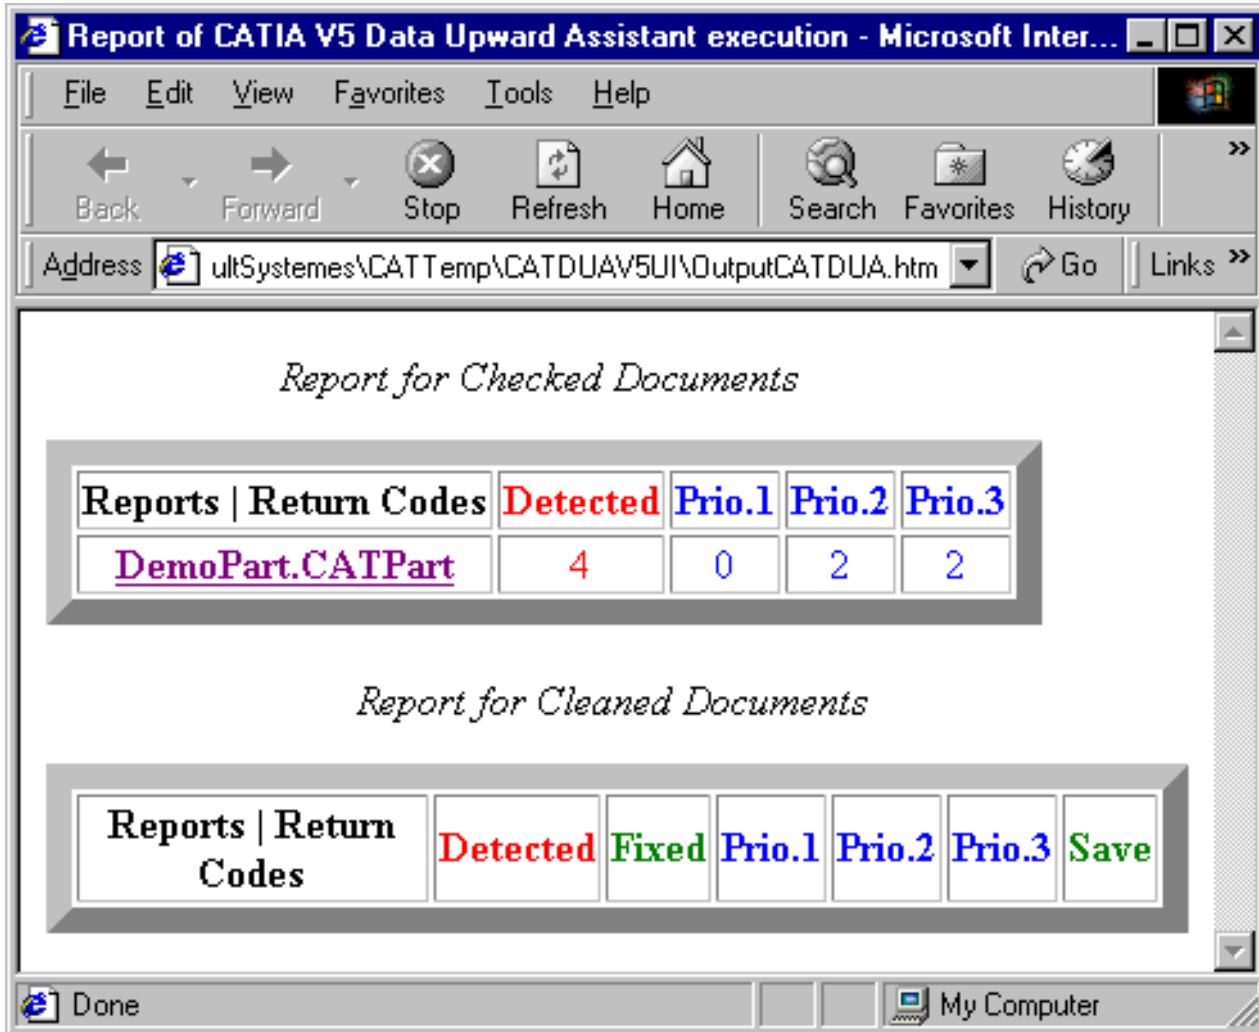 Report of CATIA V5 Data Upward Assistant execution - Microsoft Inter...
File Edit View Favorites Tools Help
Back Forward Stop Refresh Home Search Favorites History »
Address ultSystemes\CATTemp\CATDUAV5UI\OutputCATDUA.htm Go Links »
Report for Checked Documents
Reports | Return Codes Detected Prio.1 Prio.2 Prio.3
DemoPart.CATPart 4 0 2 2
Report for Cleaned Documents
Reports | Return
Codes Detected Fixed Prio.1 Prio.2 Prio.3 Save
Done My Computer